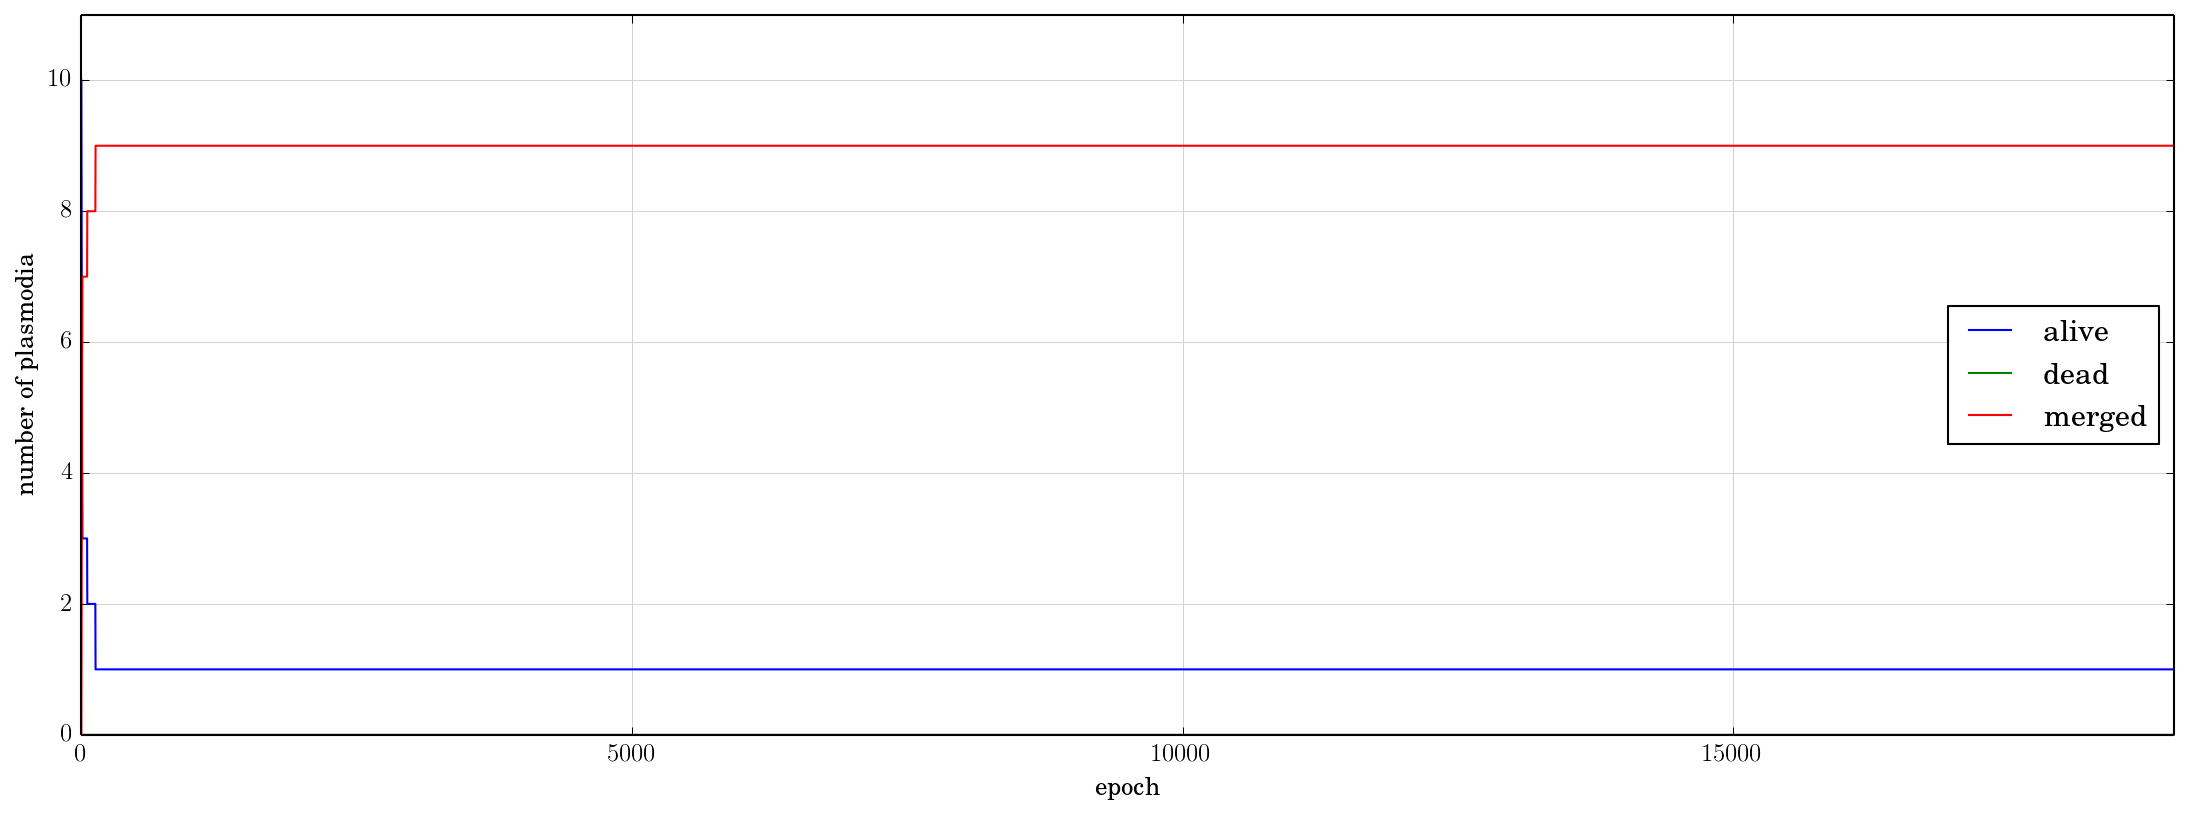 number of plasmodia
10
8
6
4
2
0
0 5000 10000 15000
epoch
alive
dead
merged